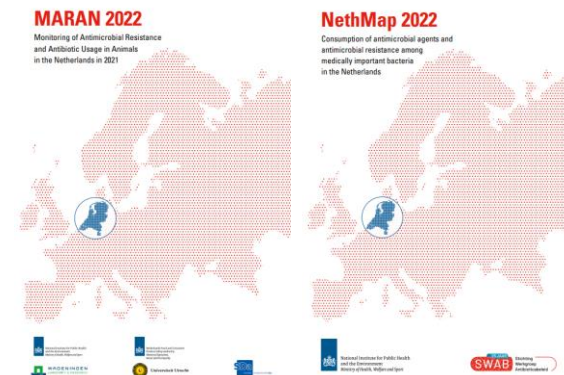 MARAN 2022
Monitoring of Antimicrobial Resistance
and Antibiotic Usage in Animals
in the Netherlands in 2021
Universiteit Utrecht
NethMap 2022
Consumption of antimicrobial agents and
antimicrobial resistance among
medically important bacteria
in the Netherlands
National Institute for Public Health
and the Environment
Ministry of Health, Welfare and Sport
SWAB